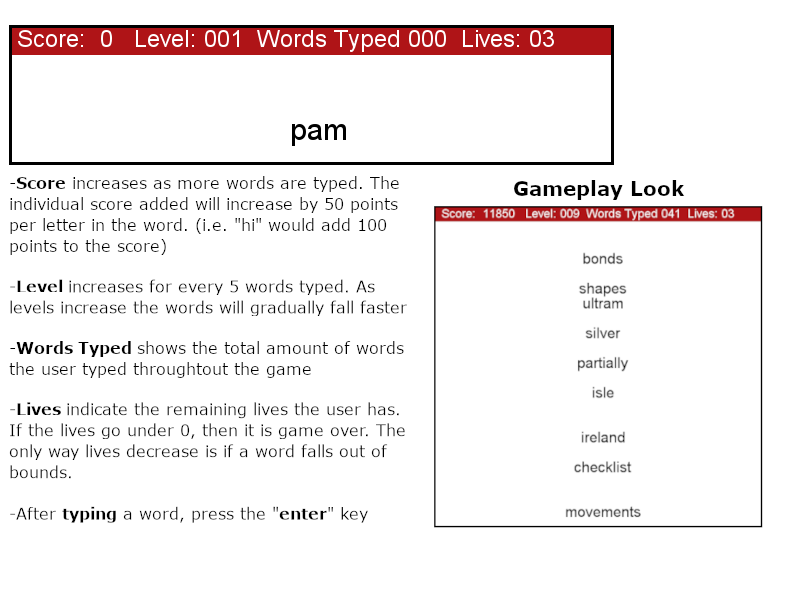 Score: 0 Level: 001 Words Typed 000 Lives: 03
pam
-Score increases as more words are typed. The
individual score added will increase by 50 points
per letter in the word. (i.e. "hi" would add 100
points to the score)
-Level increases for every 5 words typed. As
levels increase the words will gradually fall faster
-Words Typed shows the total amount of words
the user typed throughtout the game
-Lives indicate the remaining lives the user has.
If the lives go under 0, then it is game over. The
only way lives decrease is if a word falls out of
bounds.
-After typing a word, press the "enter" key
Gameplay Look
Score: 11850 Level: 009 Words Typed 041 Lives: 03
bonds
shapes
ultram
silver
partially
isle
ireland
checklist
movements